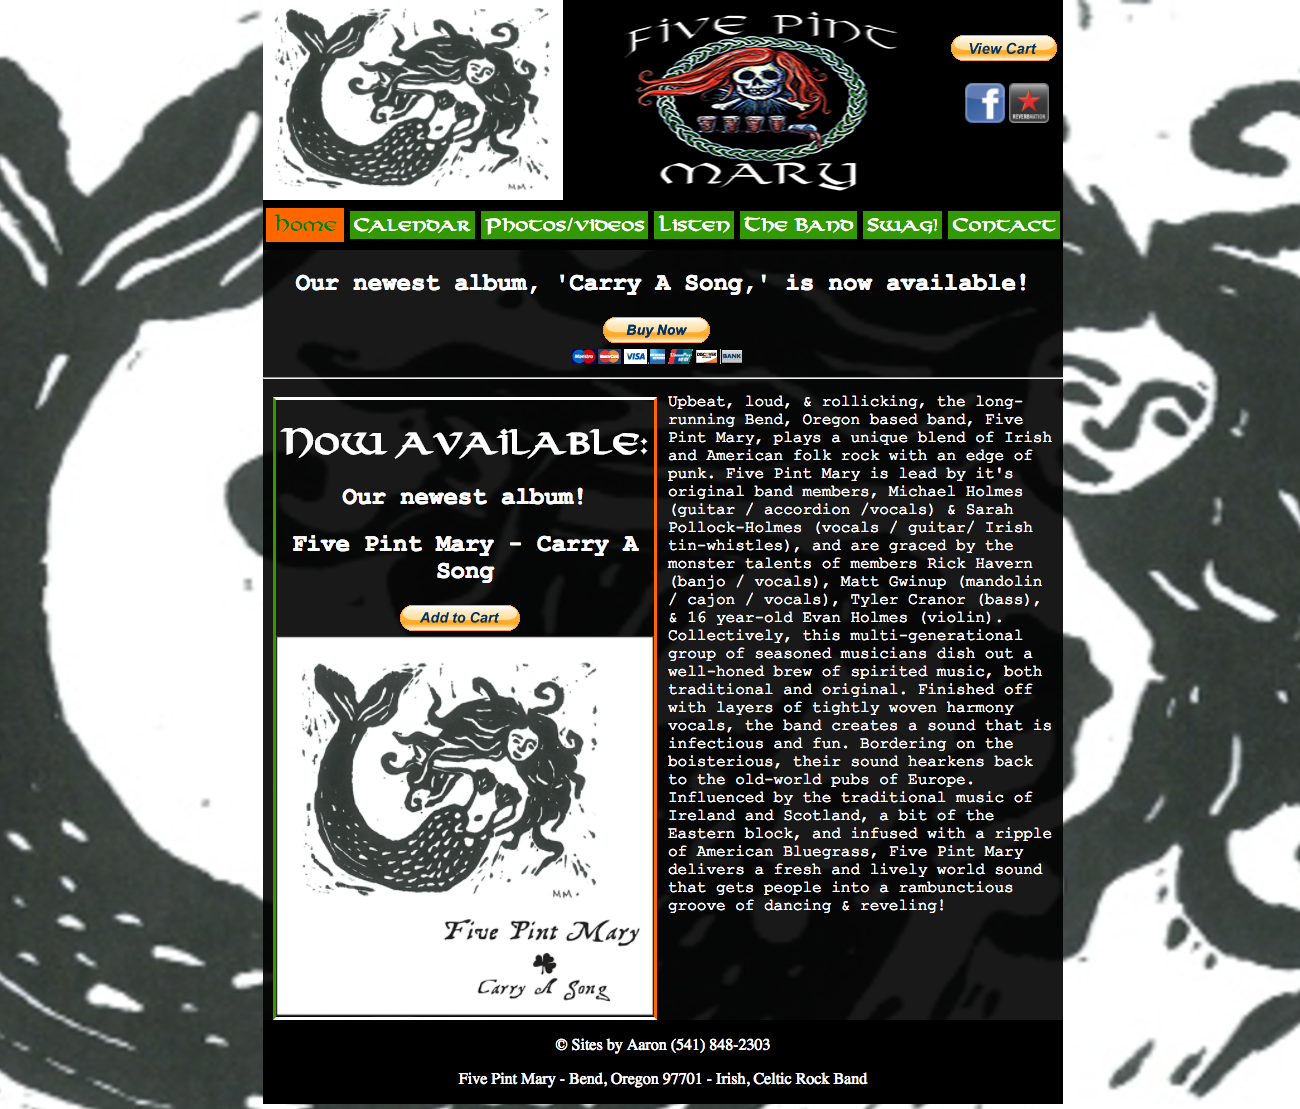 FIVE PINT
MARY
View Cart
f
REVERBNATION
MM.
Home
Calendar
Photos/videos
Listen
The Band
Swag!
Contact
Our newest album, 'Carry A Song,' is now available!
Buy Now
Maestro MasterCard VISA UnionPay DISCOVER BANK
Now available:
Our newest album!
Five Pint Mary - Carry A
Song
Add to Cart
MM.
Five Pint Mary
Carry A Song
Upbeat, loud, & rollicking, the long-
running Bend, Oregon based band, Five
Pint Mary, plays a unique blend of Irish
and American folk rock with an edge of
punk. Five Pint Mary is lead by it's
original band members, Michael Holmes
(guitar / accordion /vocals) & Sarah
Pollock-Holmes (vocals / guitar/ Irish
tin-whistles), and are graced by the
monster talents of members Rick Havern
(banjo / vocals), Matt Gwinup (mandolin
/ cajon / vocals), Tyler Cranor (bass),
& 16 year-old Evan Holmes (violin).
Collectively, this multi-generational
group of seasoned musicians dish out a
well-honed brew of spirited music, both
traditional and original. Finished off
with layers of tightly woven harmony
vocals, the band creates a sound that is
infectious and fun. Bordering on the
boisterious, their sound hearkens back
to the old-world pubs of Europe.
Influenced by the traditional music of
Ireland and Scotland, a bit of the
Eastern block, and infused with a ripple
of American Bluegrass, Five Pint Mary
delivers a fresh and lively world sound
that gets people into a rambunctious
groove of dancing & reveling!
© Sites by Aaron (541) 848-2303
Five Pint Mary - Bend, Oregon 97701 - Irish, Celtic Rock Band